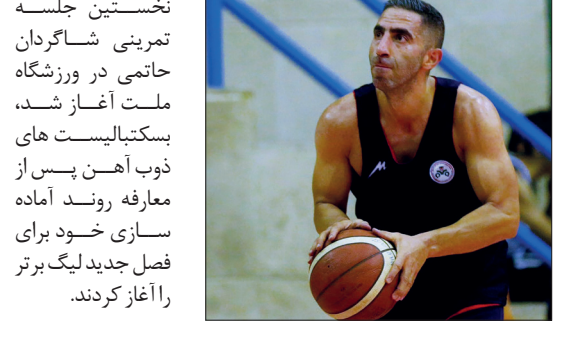 نخستین جلسه
تمرینی شاگردان
حاتمی در ورزشگاه
ملت آغاز شد،
بسکتبالیست های
ذوب آهن پس از
معارفه روند آماده
سازی خود برای
فصل جدید لیگ برتر
را آغاز کردند.